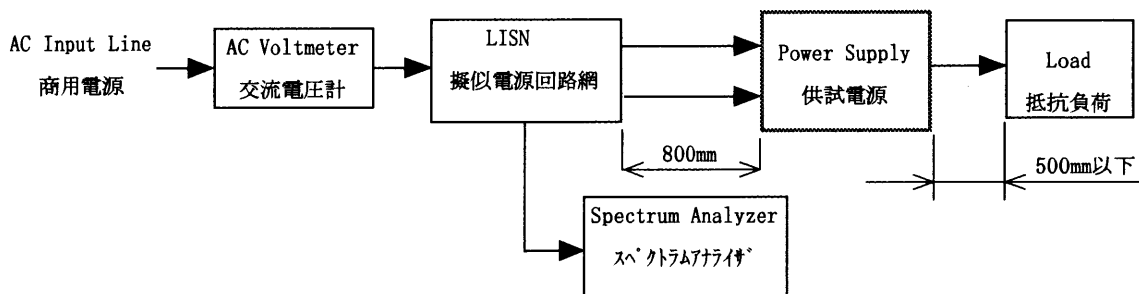 AC Input Line
商用電源
AC Voltmeter
交流電圧計
LISN
擬似電源回路網
Power Supply
供試電源
Load
抵抗負荷
800mm
500mm以下
Spectrum Analyzer
ｽﾍﾟｸﾄﾗﾑｱﾅﾗｲｻﾞ